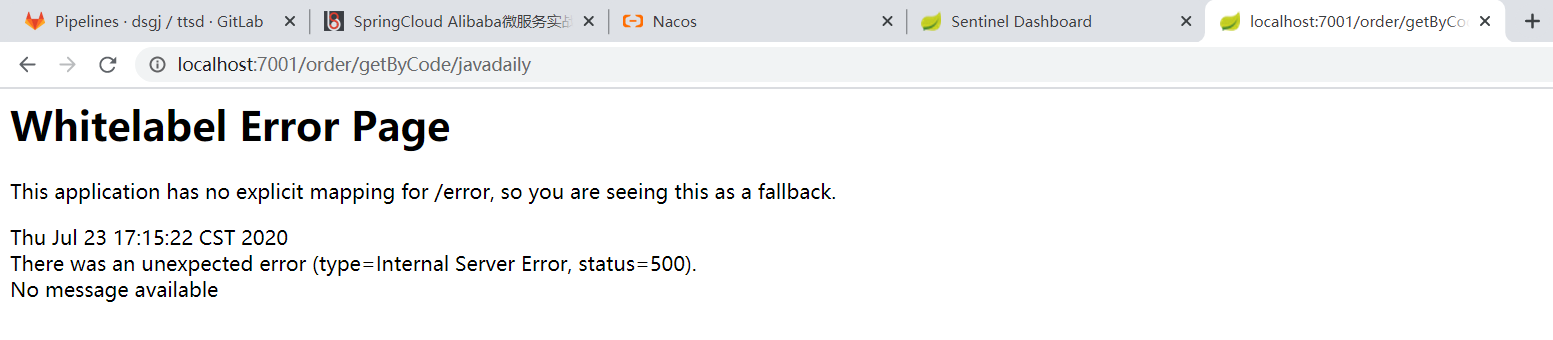 Pipelines · dsgj / ttsd · GitLab
SpringCloud Alibaba微服务实战
Nacos
Sentinel Dashboard
localhost:7001/order/getByCo
localhost:7001/order/getByCode/javadaily
Whitelabel Error Page
This application has no explicit mapping for /error, so you are seeing this as a fallback.
Thu Jul 23 17:15:22 CST 2020
There was an unexpected error (type=Internal Server Error, status=500).
No message available